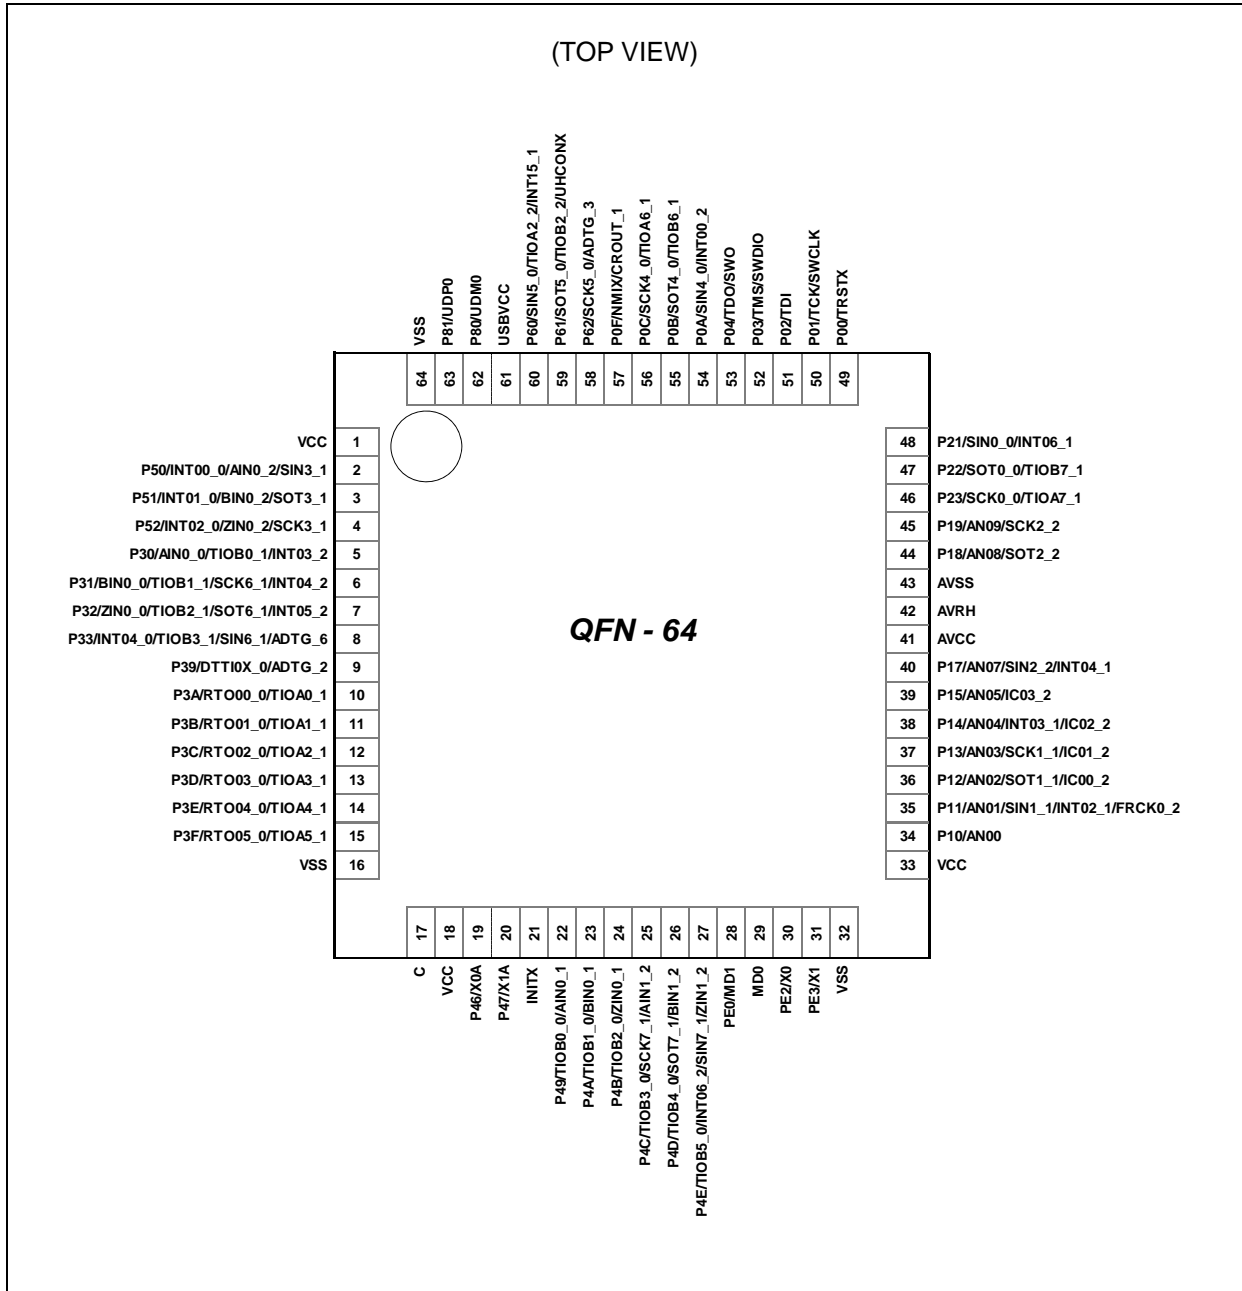 (TOP VIEW)
VSS
P81/UDP0
P80/UDM0
USBVCC
P60/SIN5_0/TIOA2_2/INT15_1
P61/SOT5_0/TIOB2_2/UHCONX
P62/SCK5_0/ADTG_3
P0F/NMIX/CROUT_1
P0C/SCK4_0/TIOA6_1
P0B/SOT4_0/TIOB6_1
P0A/SIN4_0/INT00_2
P04/TDO/SWO
P03/TMS/SWDIO
P02/TDI
P01/TCK/SWCLK
P00/TRSTX
64
63
62
61
60
59
58
57
56
55
54
53
52
51
50
49
VCC 1
P50/INT00_0/AIN0_2/SIN3_1 2
P51/INT01_0/BIN0_2/SOT3_1 3
P52/INT02_0/ZIN0_2/SCK3_1 4
P30/AIN0_0/TIOB0_1/INT03_2 5
P31/BIN0_0/TIOB1_1/SCK6_1/INT04_2 6
P32/ZIN0_0/TIOB2_1/SOT6_1/INT05_2 7
P33/INT04_0/TIOB3_1/SIN6_1/ADTG_6 8
P39/DTTI0X_0/ADTG_2 9
P3A/RTO00_0/TIOA0_1 10
P3B/RTO01_0/TIOA1_1 11
P3C/RTO02_0/TIOA2_1 12
P3D/RTO03_0/TIOA3_1 13
P3E/RTO04_0/TIOA4_1 14
P3F/RTO05_0/TIOA5_1 15
VSS 16
QFN - 64
48 P21/SIN0_0/INT06_1
47 P22/SOT0_0/TIOB7_1
46 P23/SCK0_0/TIOA7_1
45 P19/AN09/SCK2_2
44 P18/AN08/SOT2_2
43 AVSS
42 AVRH
41 AVCC
40 P17/AN07/SIN2_2/INT04_1
39 P15/AN05/IC03_2
38 P14/AN04/INT03_1/IC02_2
37 P13/AN03/SCK1_1/IC01_2
36 P12/AN02/SOT1_1/IC00_2
35 P11/AN01/SIN1_1/INT02_1/FRCK0_2
34 P10/AN00
33 VCC
17
18
19
20
21
22
23
24
25
26
27
28
29
30
31
32
C
VCC
P46/X0A
P47/X1A
INITX
P49/TIOB0_0/AIN0_1
P4A/TIOB1_0/BIN0_1
P4B/TIOB2_0/ZIN0_1
P4C/TIOB3_0/SCK7_1/AIN1_2
P4D/TIOB4_0/SOT7_1/BIN1_2
P4E/TIOB5_0/INT06_2/SIN7_1/ZIN1_2
PE0/MD1
MD0
PE2/X0
PE3/X1
VSS